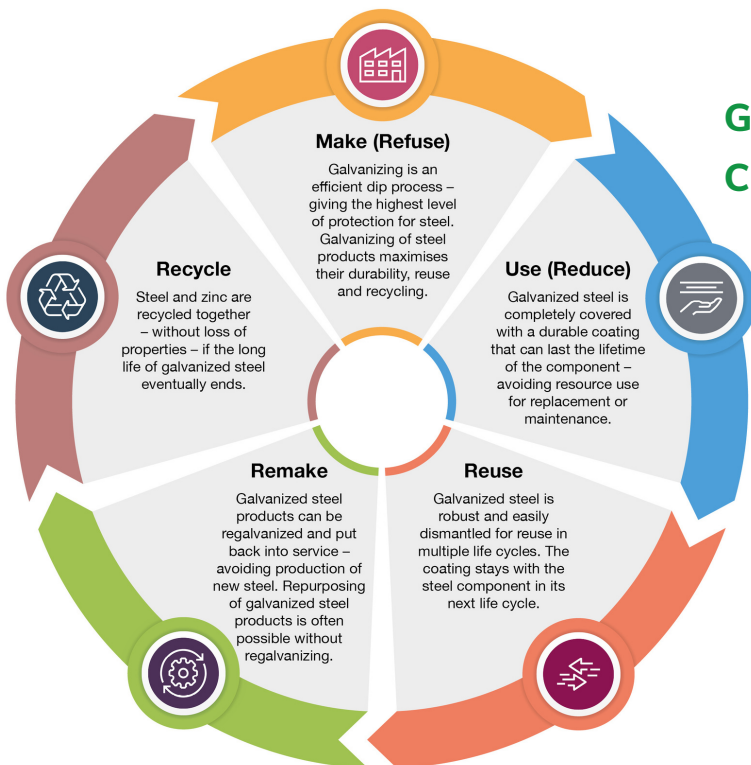 Make (Refuse)
Galvanizing is an
efficient dip process –
giving the highest level
of protection for steel.
Galvanizing of steel
products maximises
their durability, reuse
and recycling.
Use (Reduce)
Galvanized steel is
completely covered
with a durable coating
that can last the lifetime
of the component –
avoiding resource use
for replacement or
maintenance.
Reuse
Galvanized steel is
robust and easily
dismantled for reuse in
multiple life cycles. The
coating stays with the
steel component in its
next life cycle.
Remake
Galvanized steel
products can be
regalvanized and put
back into service –
avoiding production of
new steel. Repurposing
of galvanized steel
products is often
possible without
regalvanizing.
Recycle
Steel and zinc are
recycled together
– without loss of
properties – if the long
life of galvanized steel
eventually ends.
G
C